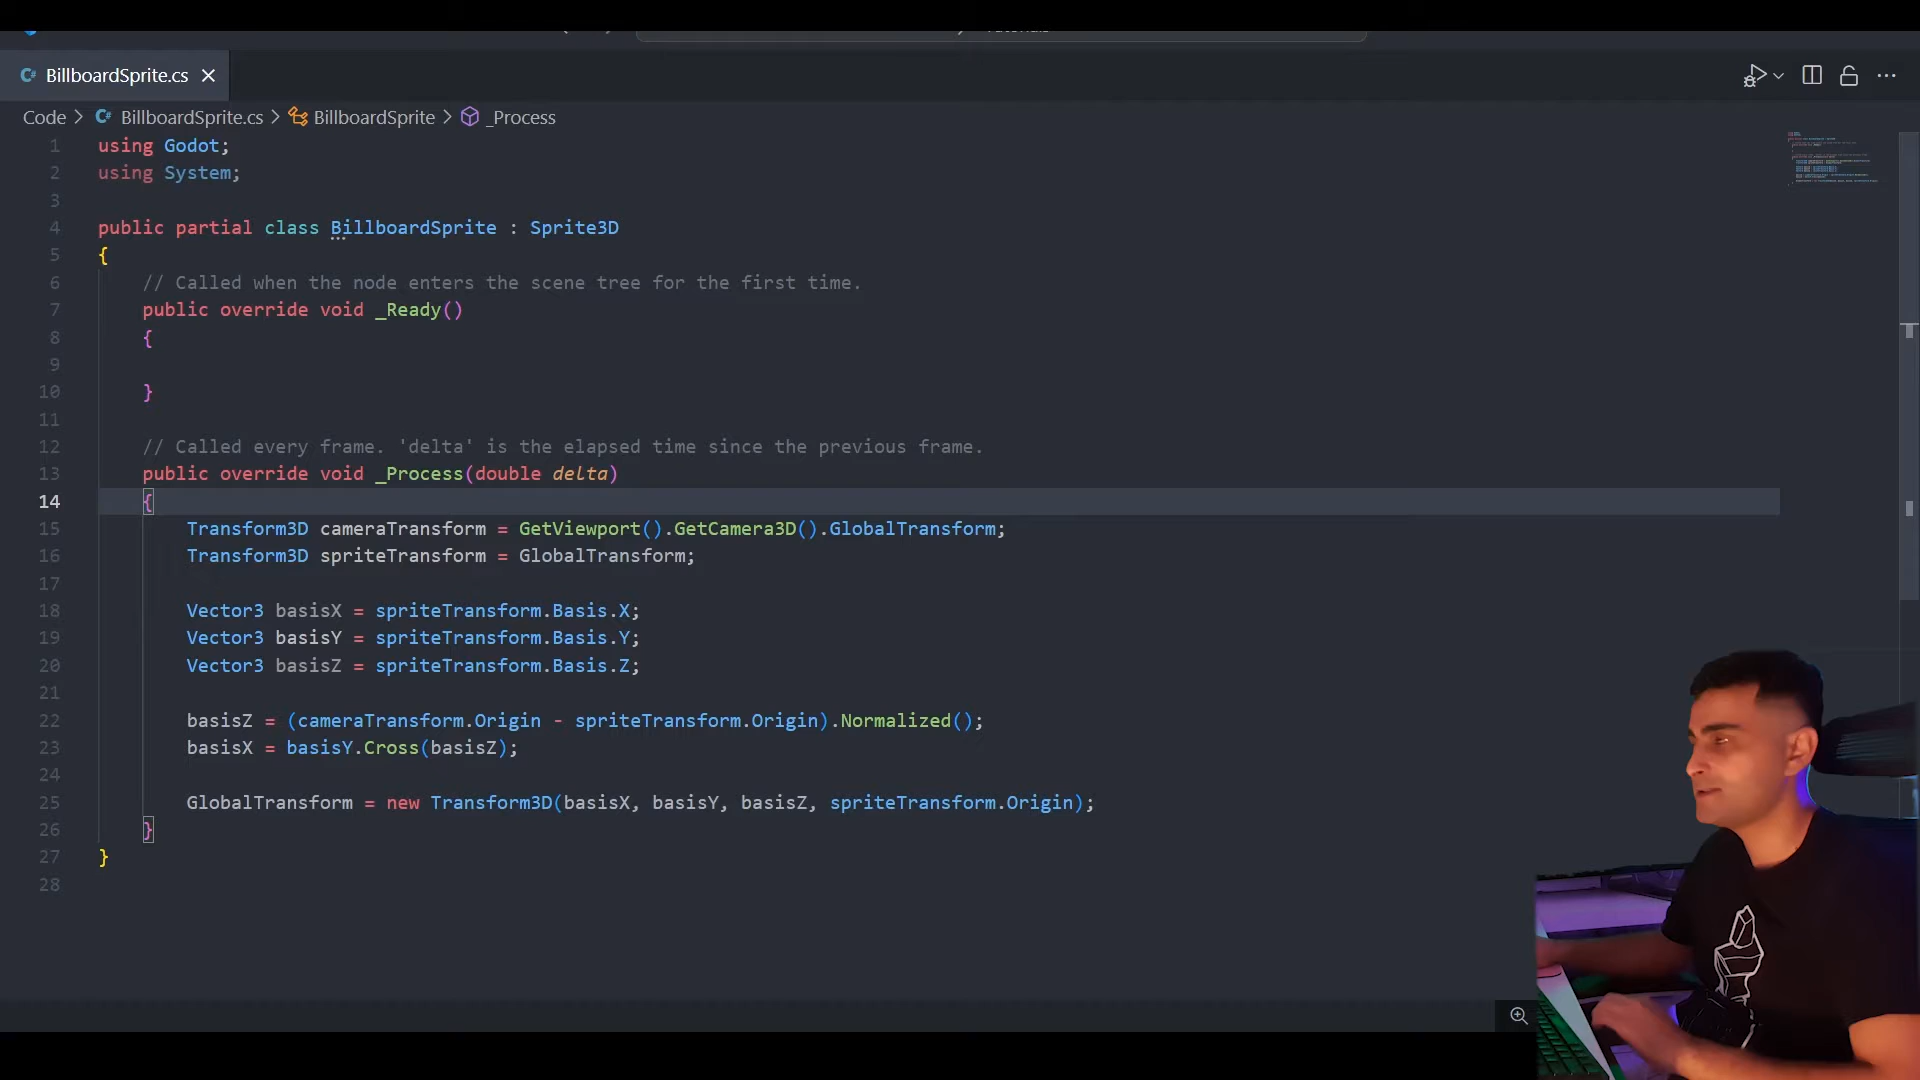 BillboardSprite.cs
Code > BillboardSprite.cs > BillboardSprite > _Process
1 using Godot;
2 using System;
3
4 public partial class BillboardSprite : Sprite3D
5 {
6 // Called when the node enters the scene tree for the first time.
7 public override void _Ready()
8 {
9
10 }
11
12 // Called every frame. 'delta' is the elapsed time since the previous frame.
13 public override void _Process(double delta)
14 {
15 Transform3D cameraTransform = GetViewport().GetCamera3D().GlobalTransform;
16 Transform3D spriteTransform = GlobalTransform;
17
18 Vector3 basisX = spriteTransform.Basis.X;
19 Vector3 basisY = spriteTransform.Basis.Y;
20 Vector3 basisZ = spriteTransform.Basis.Z;
21
22 basisZ = (cameraTransform.Origin - spriteTransform.Origin).Normalized();
23 basisX = basisY.Cross(basisZ);
24
25 GlobalTransform = new Transform3D(basisX, basisY, basisZ, spriteTransform.Origin);
26 }
27 }
28